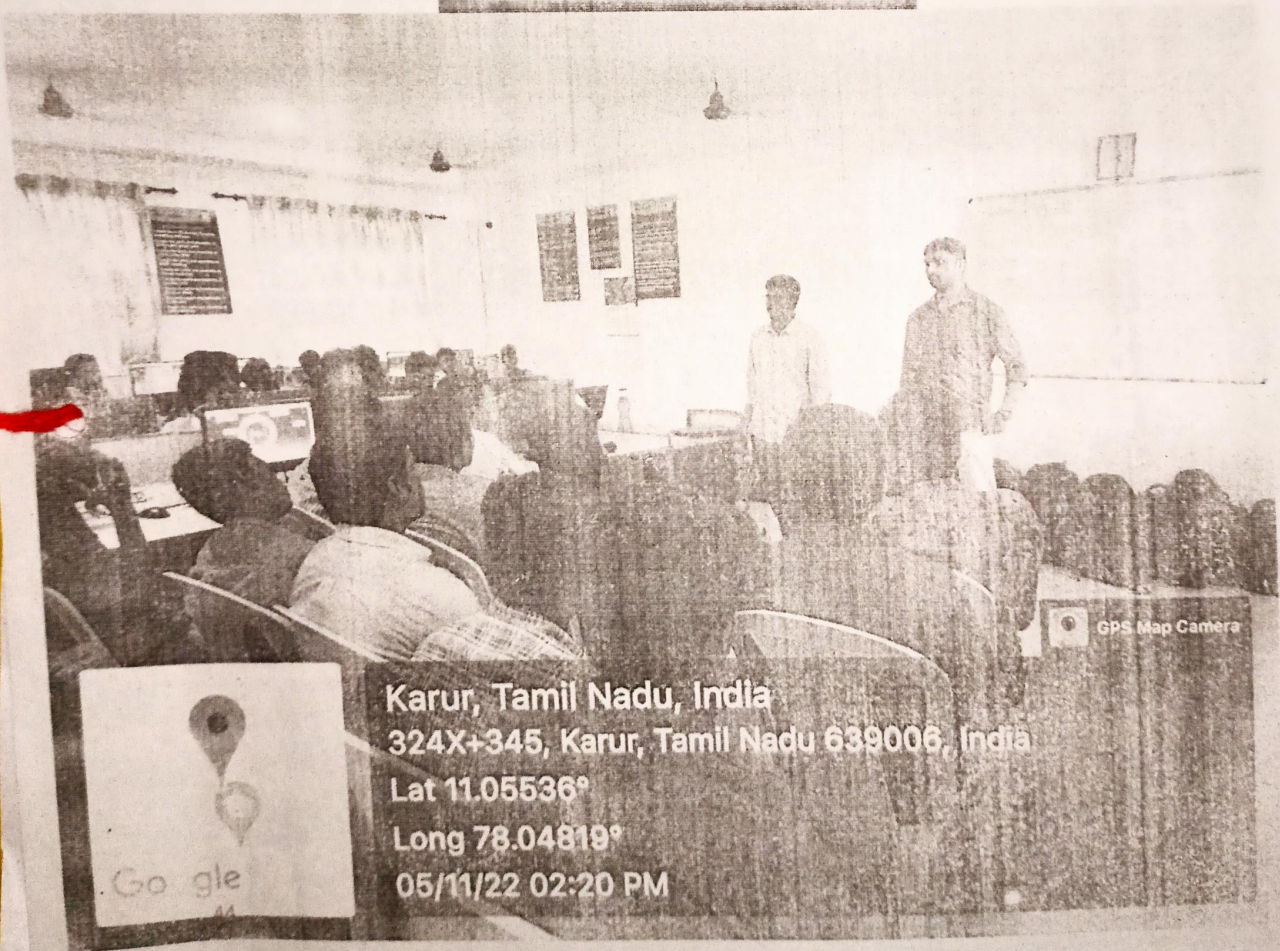 GPS Map Camera
Karur, Tamil Nadu, India
324X+345, Karur, Tamil Nadu 639006, India
Lat 11.05536°
Long 78.04819°
05/11/22 02:20 PM
Google